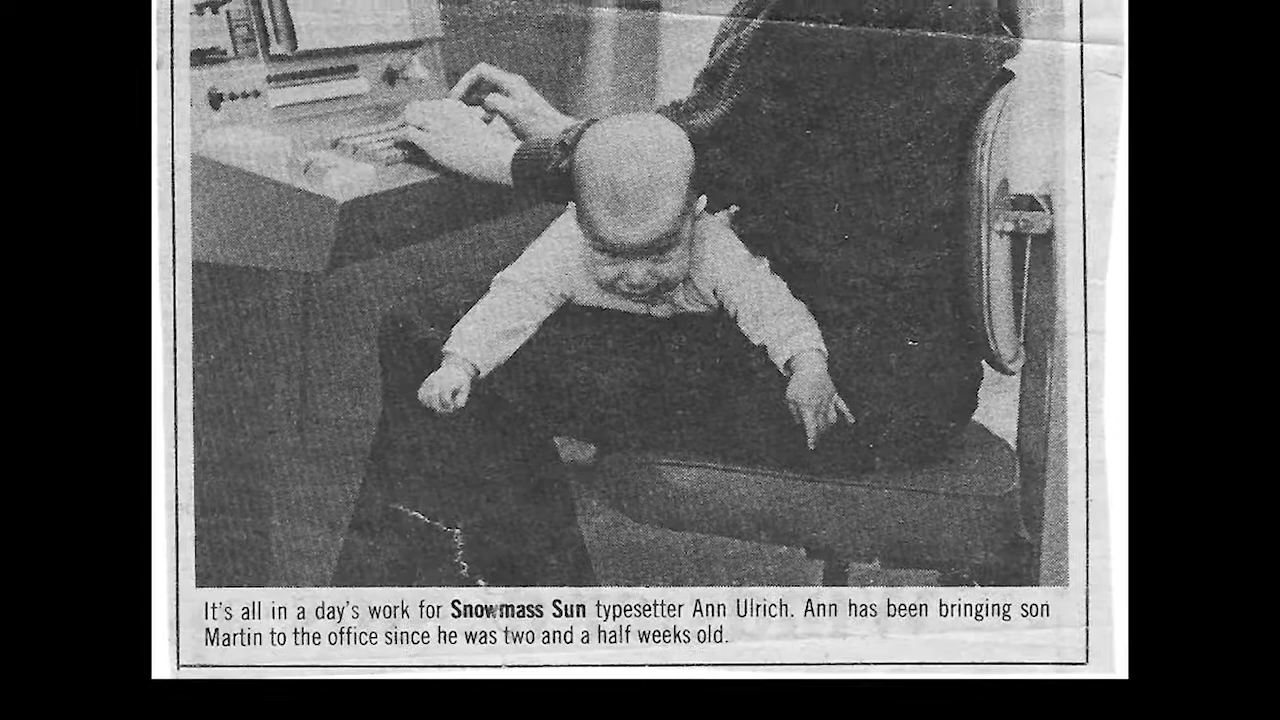 It's all in a day's work for Snowmass Sun typesetter Ann Ulrich. Ann has been bringing son
Martin to the office since he was two and a half weeks old.